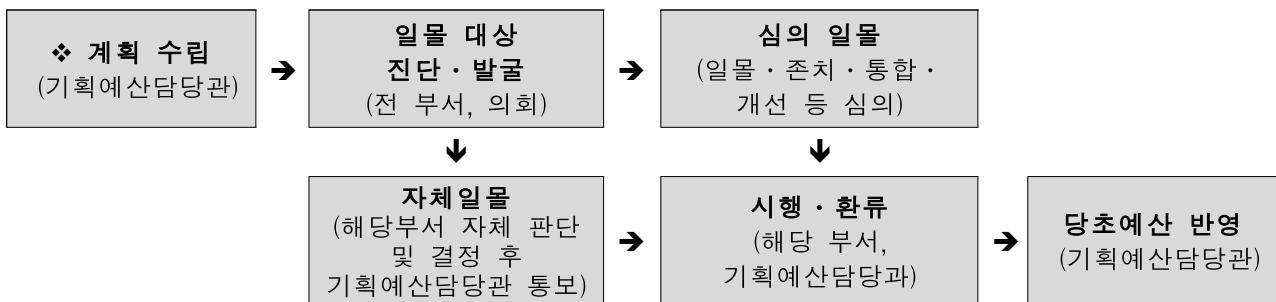 ❖ 계획 수립
(기획예산담당관)
➔
일몰 대상
진단・발굴
(전 부서, 의회)
➔
심의 일몰
(일몰・존치・통합・
개선 등 심의)
자체일몰
(해당부서 자체 판단
및 결정 후
기획예산담당관 통보)
➔
시행・환류
(해당 부서,
기획예산담당과)
➔
당초예산 반영
(기획예산담당관)